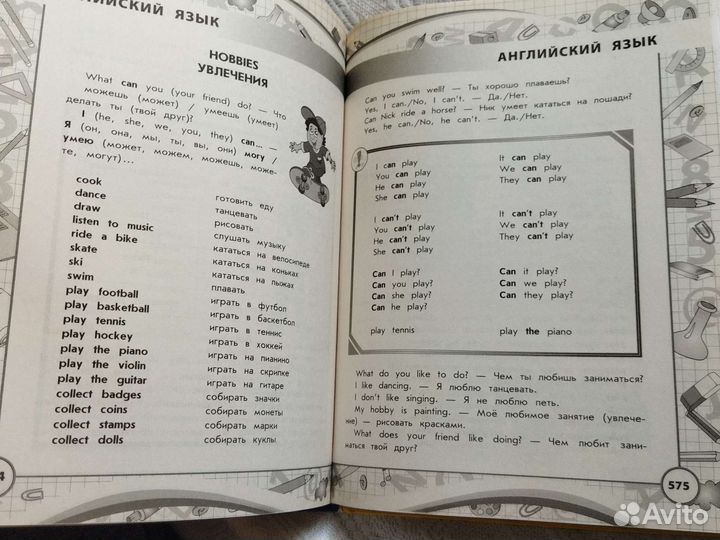 ИЙСКИЙ ЯЗЫК
HOBBIES
УВЛЕЧЕНИЯ
What can you (your friend) do? — Что
можешь (может) / умеешь (умеет)
делать ты (твой друг)?
I (he, she, we, you, they) can... —
Я (он, она, мы, ты, вы, они) могу /
умею (может, можем, можешь, може-
те, могут)...
cook готовить еду
dance танцевать
draw рисовать
listen to music слушать музыку
ride a bike кататься на велосипеде
skate кататься на коньках
ski кататься на лыжах
swim плавать
play football играть в футбол
play basketball играть в баскетбол
play tennis играть в теннис
play hockey играть в хоккей
play the piano играть на пианино
play the violin играть на скрипке
play the guitar играть на гитаре
collect badges собирать значки
collect coins собирать монеты
collect stamps собирать марки
collect dolls собирать куклы
4
АНГЛИЙСКИЙ ЯЗЫК
Can you swim well? — Ты хорошо плаваешь?
Yes, I can./No, I can't. — Да./Нет.
Can Nick ride a horse? — Ник умеет кататься на лошади?
Yes, he can./No, he can't. — Да./Нет.
I can play It can play
You can play We can play
He can play They can play
She can play
I can't play It can't play
You can't play We can't play
He can't play They can't play
She can't play
Can I play? Can it play?
Can you play? Can we play?
Can she play? Can they play?
Can he play?
play tennis play the piano
What do you like to do? — Чем ты любишь заниматься?
I like dancing. — Я люблю танцевать.
I don't like singing. — Я не люблю петь.
My hobby is painting. — Моё любимое занятие (увлече-
ние) — рисовать красками.
What does your friend like doing? — Чем любит зани-
маться твой друг?
575
Avito